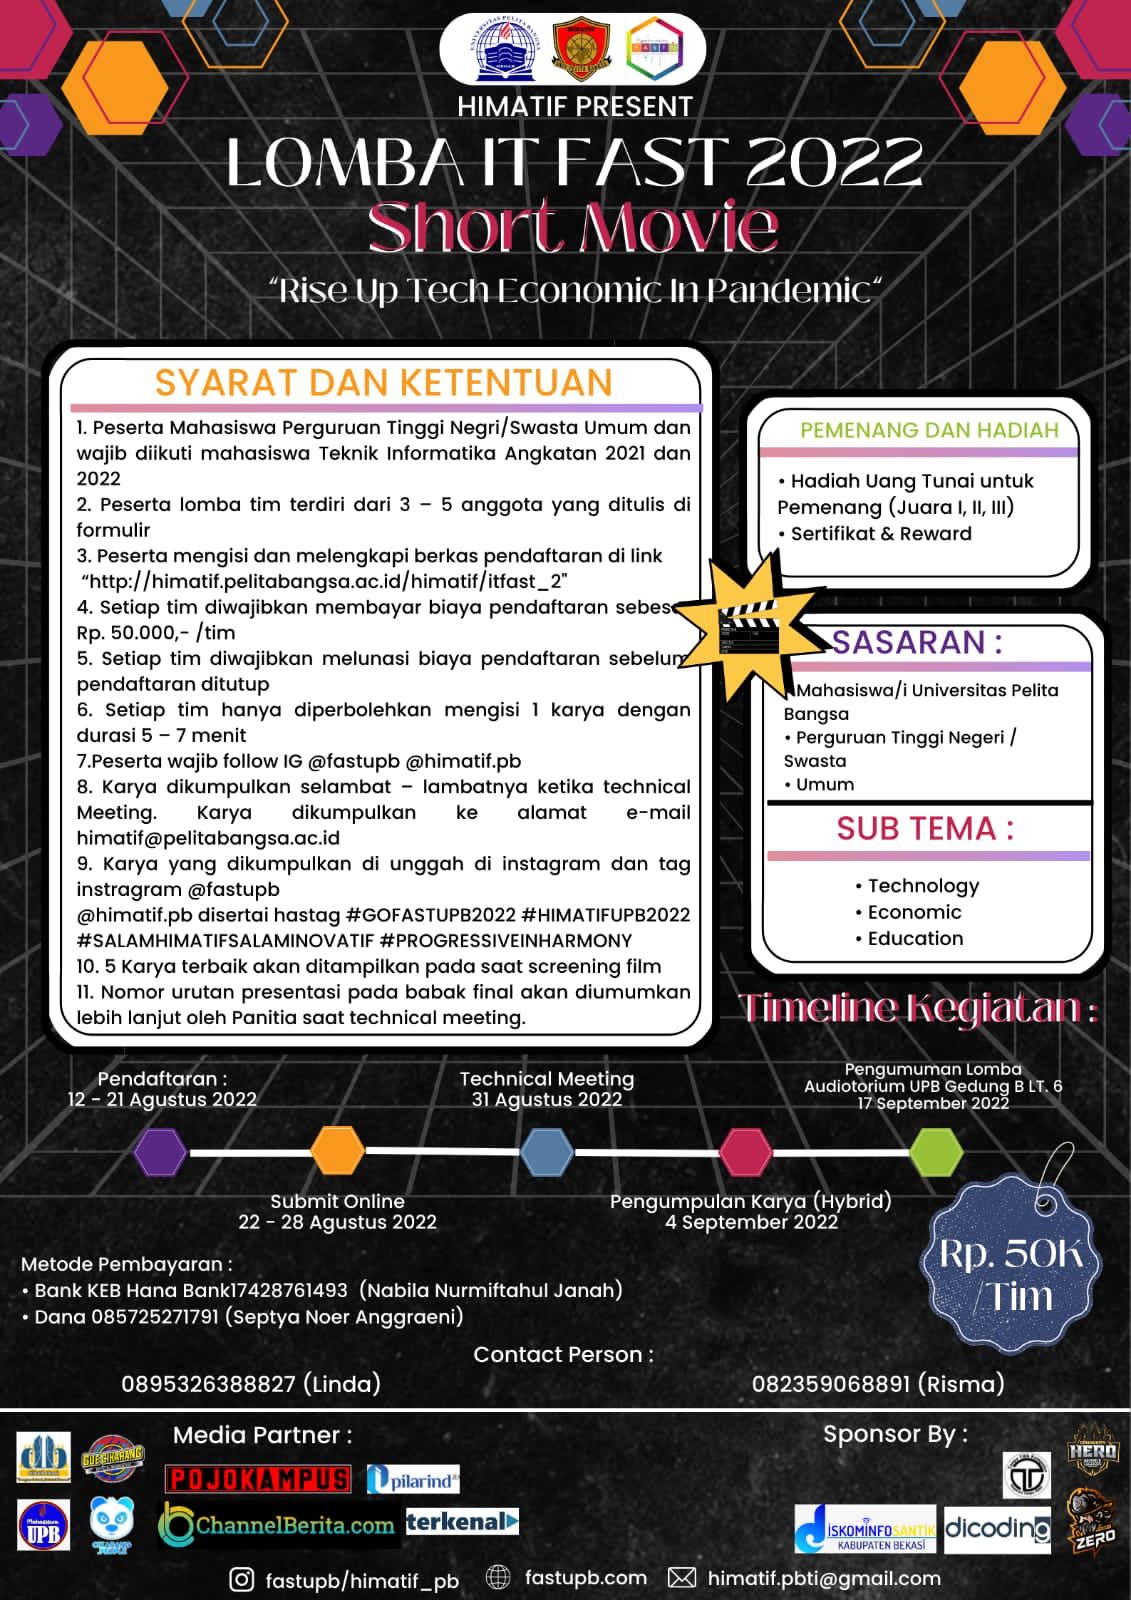 UNIVERSITAS PELITA BANGSA
HIMATIF PRESENT
LOMBA IT FAST 2022
Short Movie
"Rise Up Tech Economic In Pandemic"
SYARAT DAN KETENTUAN
1. Peserta Mahasiswa Perguruan Tinggi Negri/Swasta Umum dan
wajib diikuti mahasiswa Teknik Informatika Angkatan 2021 dan
2022
2. Peserta lomba tim terdiri dari 3 – 5 anggota yang ditulis di
formulir
3. Peserta mengisi dan melengkapi berkas pendaftaran di link
"http://himatif.pelitabangsa.ac.id/himatif/itfast_2"
4. Setiap tim diwajibkan membayar biaya pendaftaran sebes
Rp. 50.000,- /tim
5. Setiap tim diwajibkan melunasi biaya pendaftaran sebelum
pendaftaran ditutup
6. Setiap tim hanya diperbolehkan mengisi 1 karya dengan
durasi 5 – 7 menit
7.Peserta wajib follow IG @fastupb @himatif.pb
8. Karya dikumpulkan selambat – lambatnya ketika technical
Meeting. Karya dikumpulkan ke alamat e-mail
himatif@pelitabangsa.ac.id
9. Karya yang dikumpulkan di unggah di instagram dan tag
instragram @fastupb
@himatif.pb disertai hastag #GOFASTUPB2022 #HIMATIFUPB2022
#SALAMHIMATIFSALAMINOVATIF #PROGRESSIVEINHARMONY
10. 5 Karya terbaik akan ditampilkan pada saat screening film
11. Nomor urutan presentasi pada babak final akan diumumkan
lebih lanjut oleh Panitia saat technical meeting.
PEMENANG DAN HADIAH
• Hadiah Uang Tunai untuk
Pemenang (Juara I, II, III)
• Sertifikat & Reward
SASARAN :
Mahasiswa/i Universitas Pelita
Bangsa
• Perguruan Tinggi Negeri /
Swasta
• Umum
SUB TEMA :
• Technology
• Economic
• Education
Timeline Kegiatan :
Pendaftaran :
12 - 21 Agustus 2022
Technical Meeting
31 Agustus 2022
Pengumuman Lomba
Audiotorium UPB Gedung B LT. 6
17 September 2022
Submit Online
22 - 28 Agustus 2022
Pengumpulan Karya (Hybrid)
4 September 2022
Rp. 50K
/Tim
Metode Pembayaran :
• Bank KEB Hana Bank17428761493 (Nabila Nurmiftahul Janah)
• Dana 085725271791 (Septya Noer Anggraeni)
Contact Person :
0895326388827 (Linda)
082359068891 (Risma)
Media Partner :
GUE CIKARANG
POJOKAMPUS
pilarind
Mahasiswa
UPB
ChannelBerita.com
terkenal
Sponsor By :
HERO
DISKOMINFOSANTIK
KABUPATEN BEKASI
dicoding
ZERO
fastupb/himatif_pb
fastupb.com
himatif.pbti@gmail.com